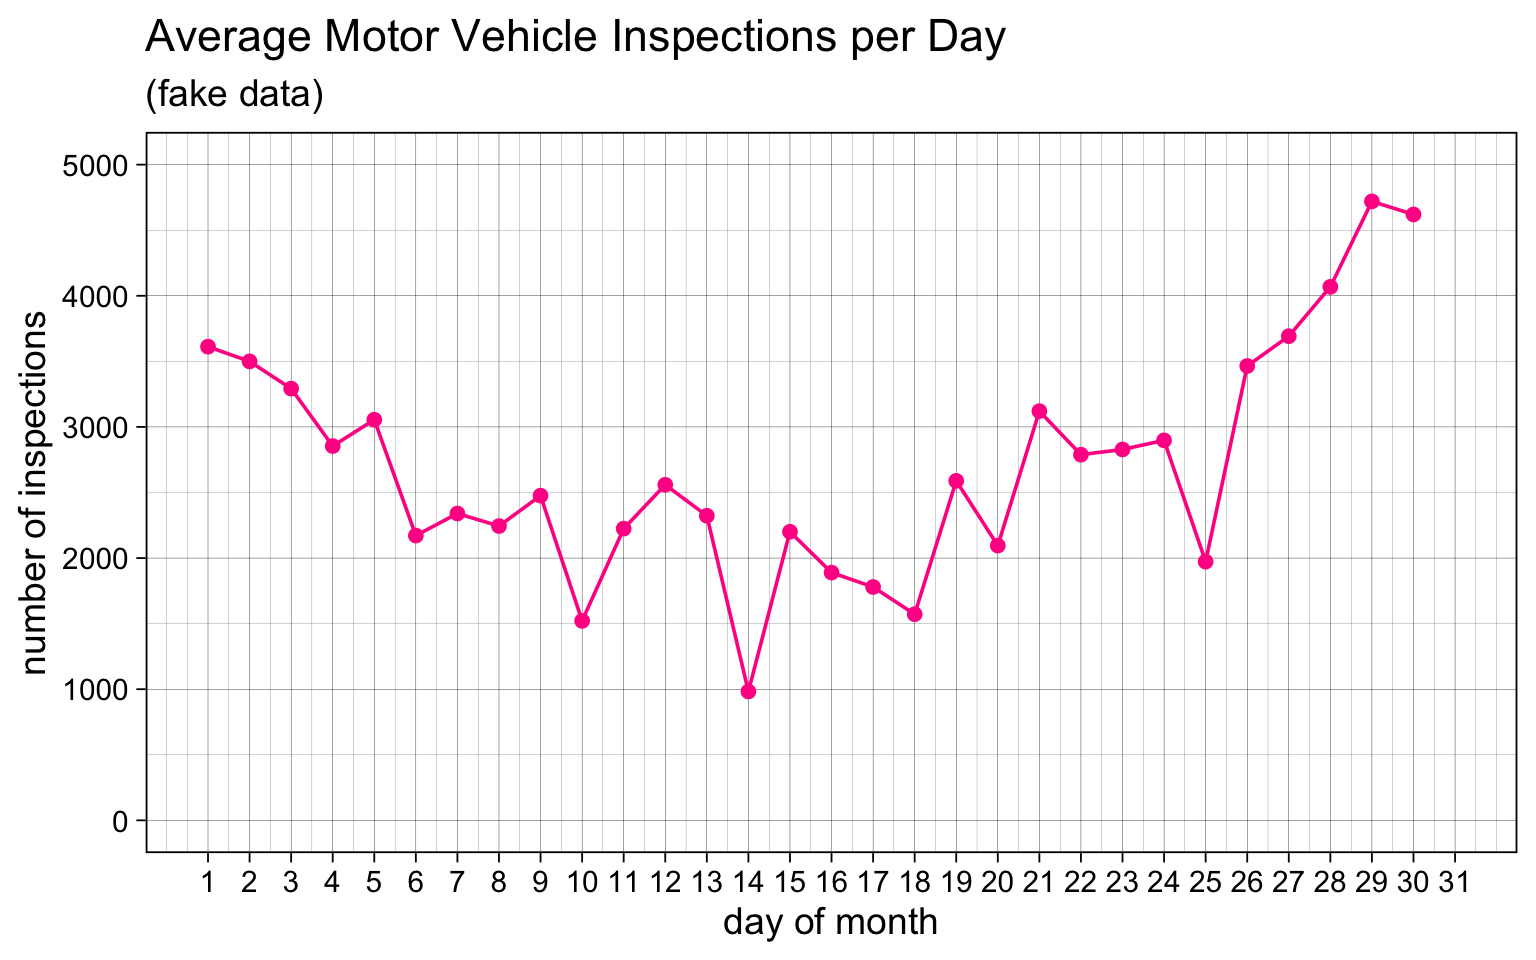 Average Motor Vehicle Inspections per Day
(fake data)
number of inspections
5000
4000
3000
2000
1000
0
1 2 3 4 5 6 7 8 9 10 11 12 13 14 15 16 17 18 19 20 21 22 23 24 25 26 27 28 29 30 31
day of month